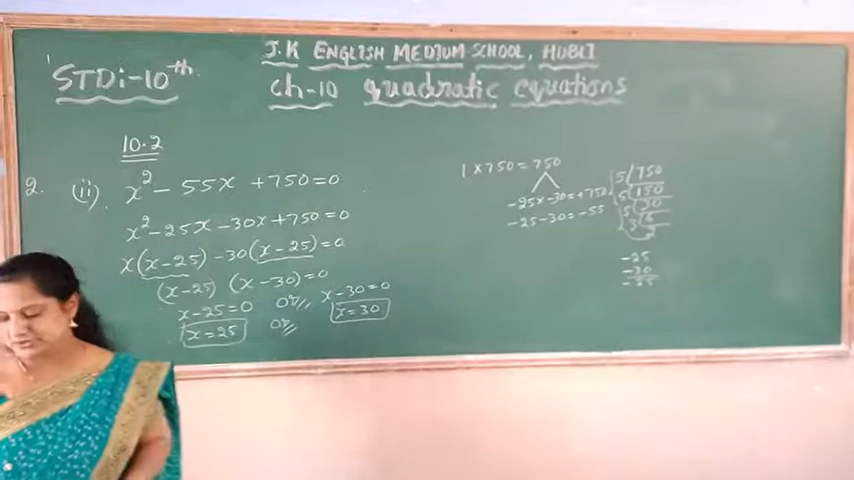 J.K ENGLISH MEDIUM SCHOOL, HUBLI
STDi-10th.
ch-10 quadratic equations
10.2
2. (ii) x² - 55x + 750 = 0
x² - 25x - 30x + 750 = 0
x(x - 25) - 30(x - 25) = 0
(x - 25) (x - 30) = 0
x - 25 = 0 or x - 30 = 0
x = 25 or x = 30
1 x 750 = 750
-25x - 30 = +750
-25 - 30 = -55
5/750
5/150
5/30
3/6
2
-25
-30
-55